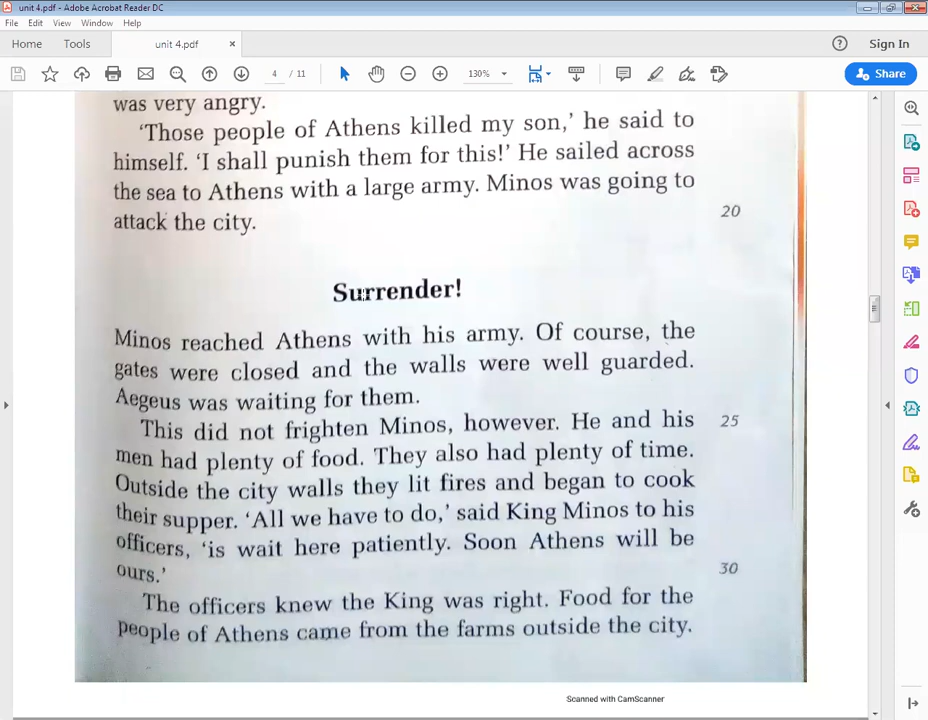 unit 4.pdf - Adobe Acrobat Reader DC
File Edit View Window Help
Home Tools unit 4.pdf × Sign In
4 / 11 130% Share
was very angry.
‘Those people of Athens killed my son,’ he said to
himself. ‘I shall punish them for this!’ He sailed across
the sea to Athens with a large army. Minos was going to
20
attack the city.
Surrender!
Minos reached Athens with his army. Of course, the
gates were closed and the walls were well guarded.
Aegeus was waiting for them.
This did not frighten Minos, however. He and his 25
men had plenty of food. They also had plenty of time.
Outside the city walls they lit fires and began to cook
their supper. ‘All we have to do,’ said King Minos to his
officers, ‘is wait here patiently. Soon Athens will be
ours.’ 30
The officers knew the King was right. Food for the
people of Athens came from the farms outside the city.
Scanned with CamScanner